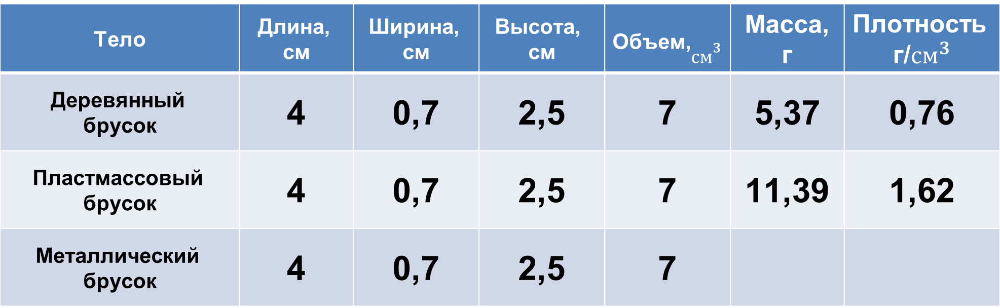 Тело
Длина,
см
Ширина,
см
Высота,
см
Объем, см³
Масса,
г
Плотность
г/см³
Деревянный
брусок
4
0,7
2,5
7
5,37
0,76
Пластмассовый
брусок
4
0,7
2,5
7
11,39
1,62
Металлический
брусок
4
0,7
2,5
7